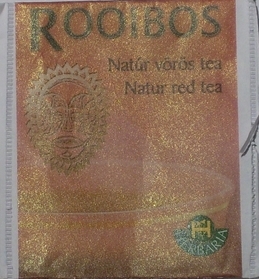 ROOIBOS
Natúr vörös tea
Natur red tea
HERBÁRIA